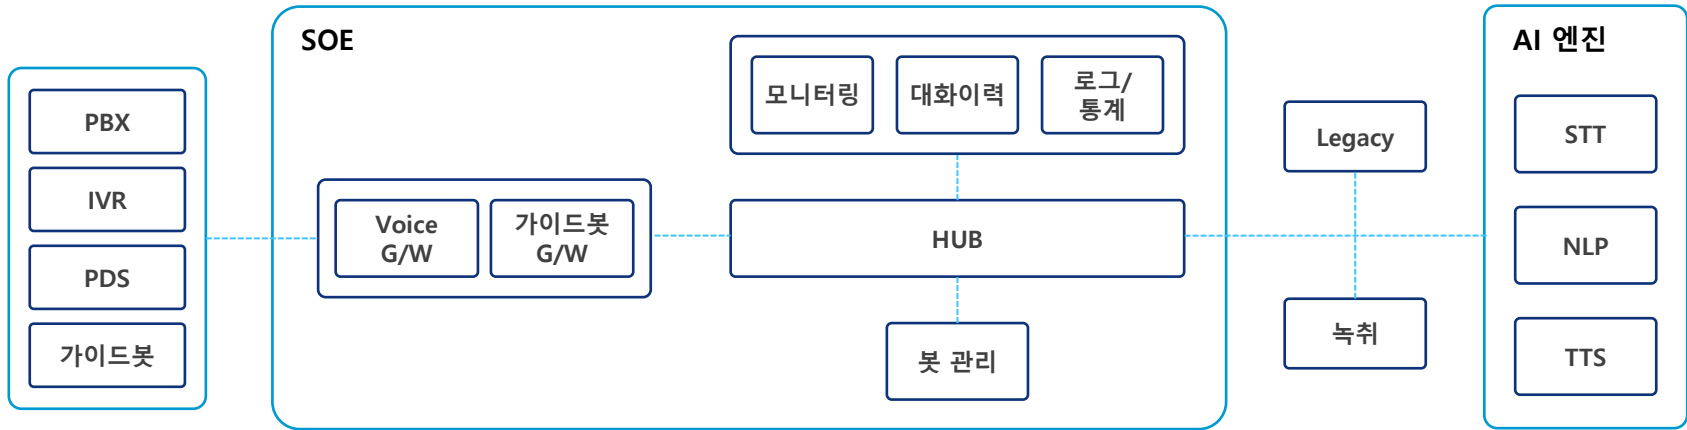 PBX
IVR
PDS
가이드봇
SOE
Voice
G/W
가이드봇
G/W
모니터링
대화이력
로그/
통계
HUB
봇 관리
Legacy
녹취
AI 엔진
STT
NLP
TTS